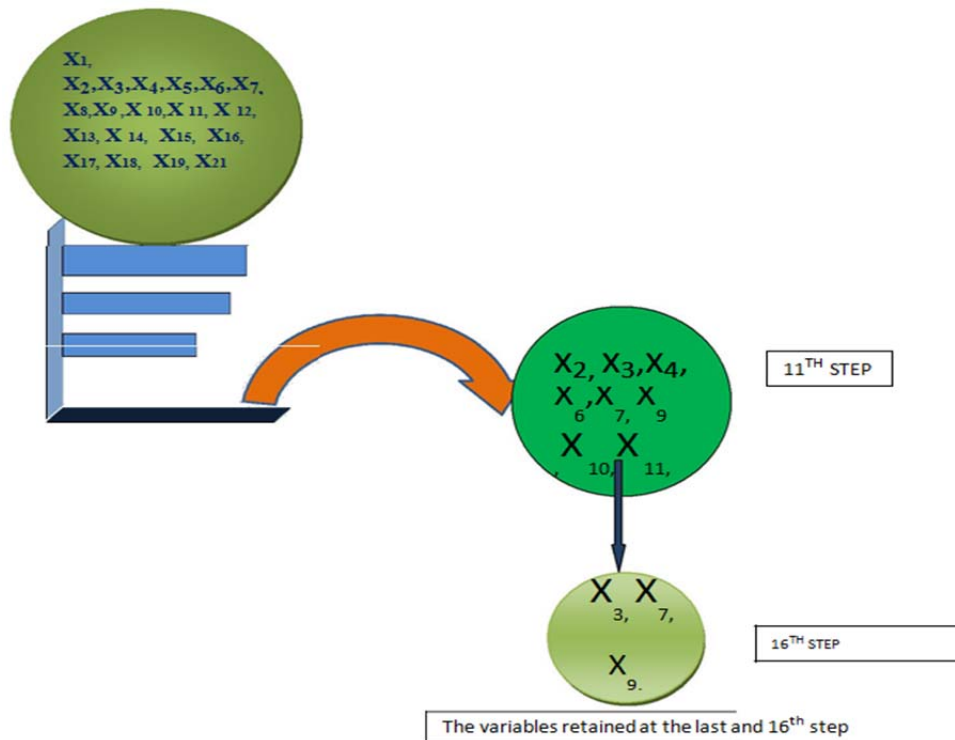 X1,
X2,X3,X4,X5,X6,X7,
X8,X9 ,X 10,X 11, X 12,
X13, X 14, X15, X16,
X17, X18, X19, X21
X2, X3,X4,
X6,X7, X9
, X 10, X 11,
11TH STEP
X3, X7,
X9.
16TH STEP
The variables retained at the last and 16th step